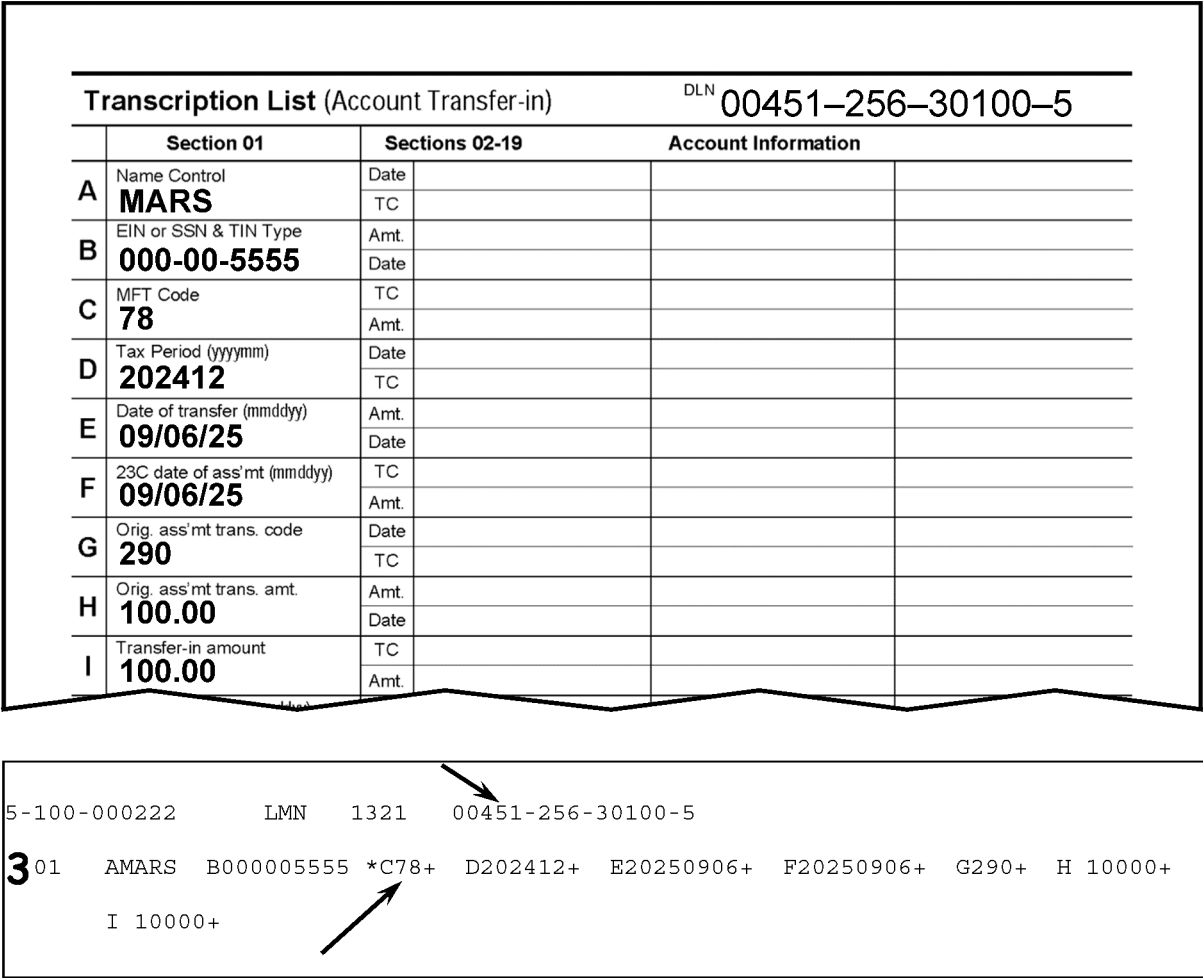 Transcription List (Account Transfer-in) DLN 00451–256–30100–5
Section 01 Sections 02-19 Account Information
A Name Control Date
MARS TC
B EIN or SSN & TIN Type Amt.
000-00-5555 Date
C MFT Code TC
78 Amt.
D Tax Period (yyyymm) Date
202412 TC
E Date of transfer (mmddyy) Amt.
09/06/25 Date
F 23C date of ass'mt (mmddyy) TC
09/06/25 Amt.
G Orig. ass'mt trans. code Date
290 TC
H Orig. ass'mt trans. amt. Amt.
100.00 Date
I Transfer-in amount TC
100.00 Amt.
5-100-000222 LMN 1321 00451-256-30100-5
301 AMARS B000005555 *C78+ D202412+ E20250906+ F20250906+ G290+ H 10000+
I 10000+